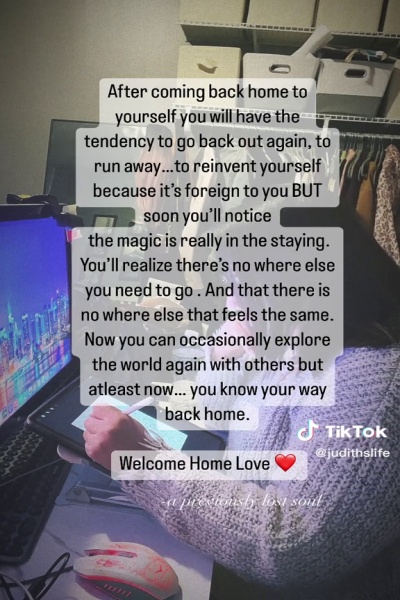 After coming back home to
yourself you will have the
tendency to go back out again, to
run away...to reinvent yourself
because it's foreign to you BUT
soon you'll notice
the magic is really in the staying.
You'll realize there's no where else
you need to go . And that there is
no where else that feels the same.
Now you can occasionally explore
the world again with others but
atleast now... you know your way
back home.
Welcome Home Love ❤️
-a previously lost soul
TikTok
@judithslife